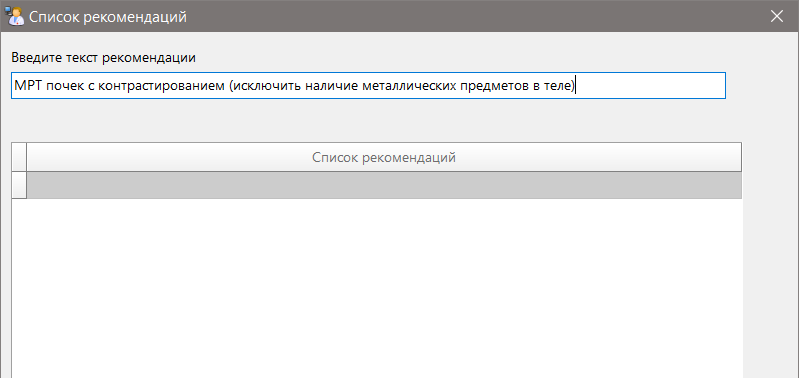 Список рекомендаций
Введите текст рекомендации
МРТ почек с контрастированием (исключить наличие металлических предметов в теле)
Список рекомендаций